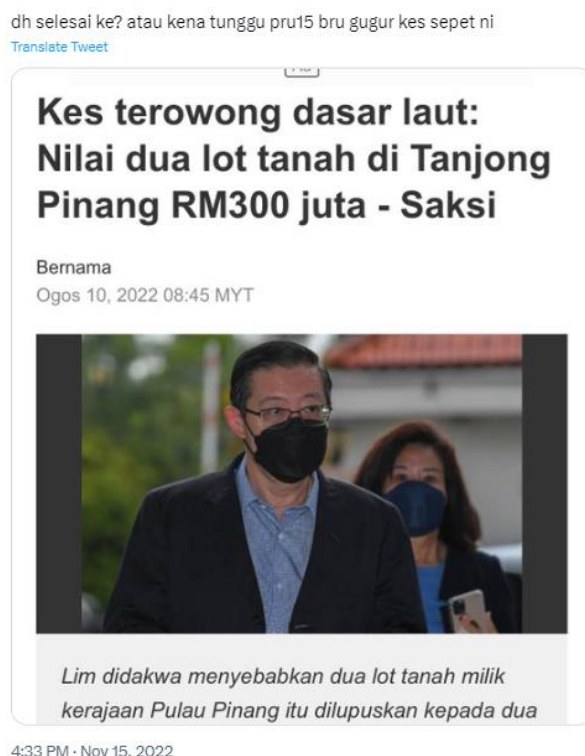 dh selesai ke? atau kena tunggu pru15 bru gugur kes sepet ni
Translate Tweet
Kes terowong dasar laut:
Nilai dua lot tanah di Tanjong
Pinang RM300 juta - Saksi
Bernama
Ogos 10, 2022 08:45 MYT
Lim didakwa menyebabkan dua lot tanah milik
kerajaan Pulau Pinang itu dilupuskan kepada dua
4:33 PM · Nov 15, 2022